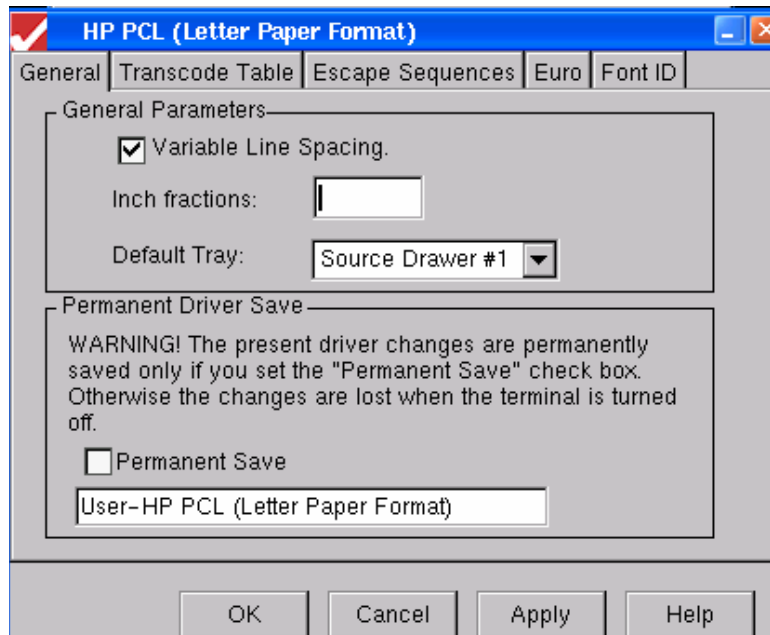 HP PCL (Letter Paper Format)
General Transcode Table Escape Sequences Euro Font ID
General Parameters
Variable Line Spacing.
Inch fractions:
Default Tray: Source Drawer #1
Permanent Driver Save
WARNING! The present driver changes are permanently
saved only if you set the "Permanent Save" check box.
Otherwise the changes are lost when the terminal is turned
off.
Permanent Save
User-HP PCL (Letter Paper Format)
OK Cancel Apply Help